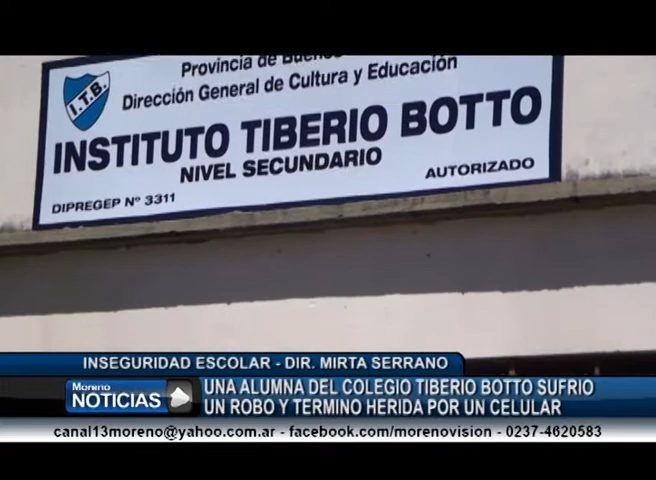 Provincia de Buenos
Dirección General de Cultura y Educación
I.T.B.
INSTITUTO TIBERIO BOTTO
NIVEL SECUNDARIO
AUTORIZADO
DIPREGEP Nº 3311
INSEGURIDAD ESCOLAR - DIR. MIRTA SERRANO
Moreno
NOTICIAS
UNA ALUMNA DEL COLEGIO TIBERIO BOTTO SUFRIO
UN ROBO Y TERMINO HERIDA POR UN CELULAR
canal13moreno@yahoo.com.ar - facebook.com/morenovision - 0237-4620583